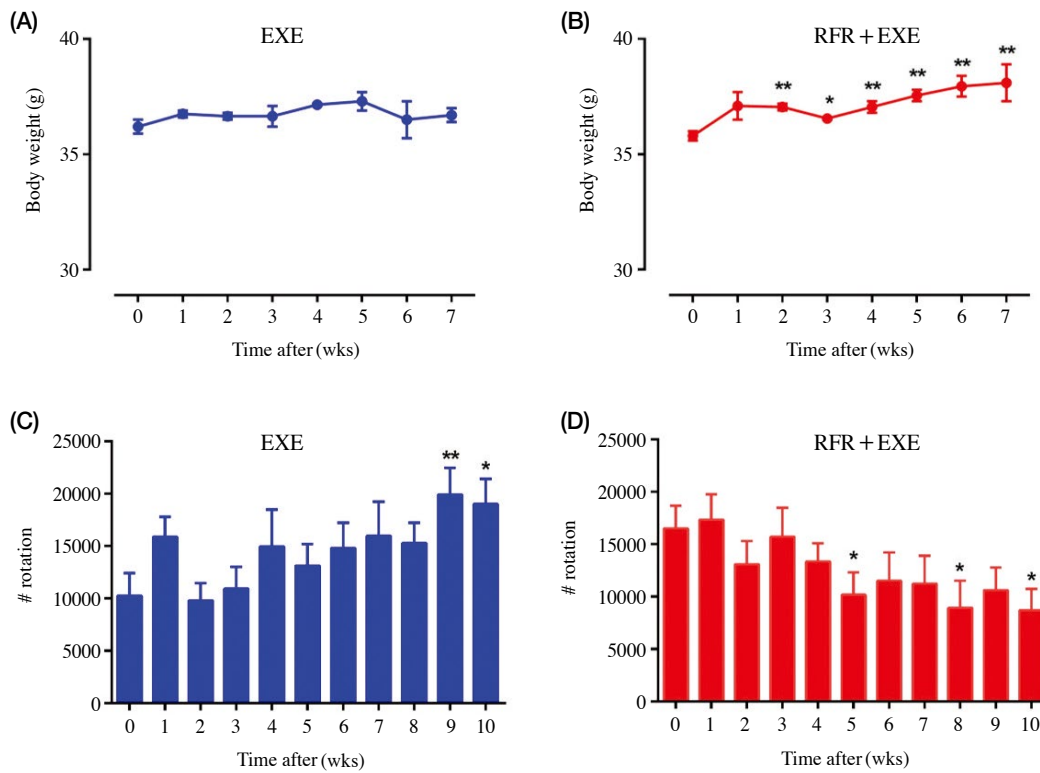 (A)
EXE
40
35
30
Body weight (g)
0 1 2 3 4 5 6 7
Time after (wks)
(B)
RFR + EXE
40
35
30
Body weight (g)
** * ** ** ** **
0 1 2 3 4 5 6 7
Time after (wks)
(C)
EXE
25000
20000
15000
10000
5000
0
# rotation
** *
0 1 2 3 4 5 6 7 8 9 10
Time after (wks)
(D)
RFR + EXE
25000
20000
15000
10000
5000
0
# rotation
* * *
0 1 2 3 4 5 6 7 8 9 10
Time after (wks)